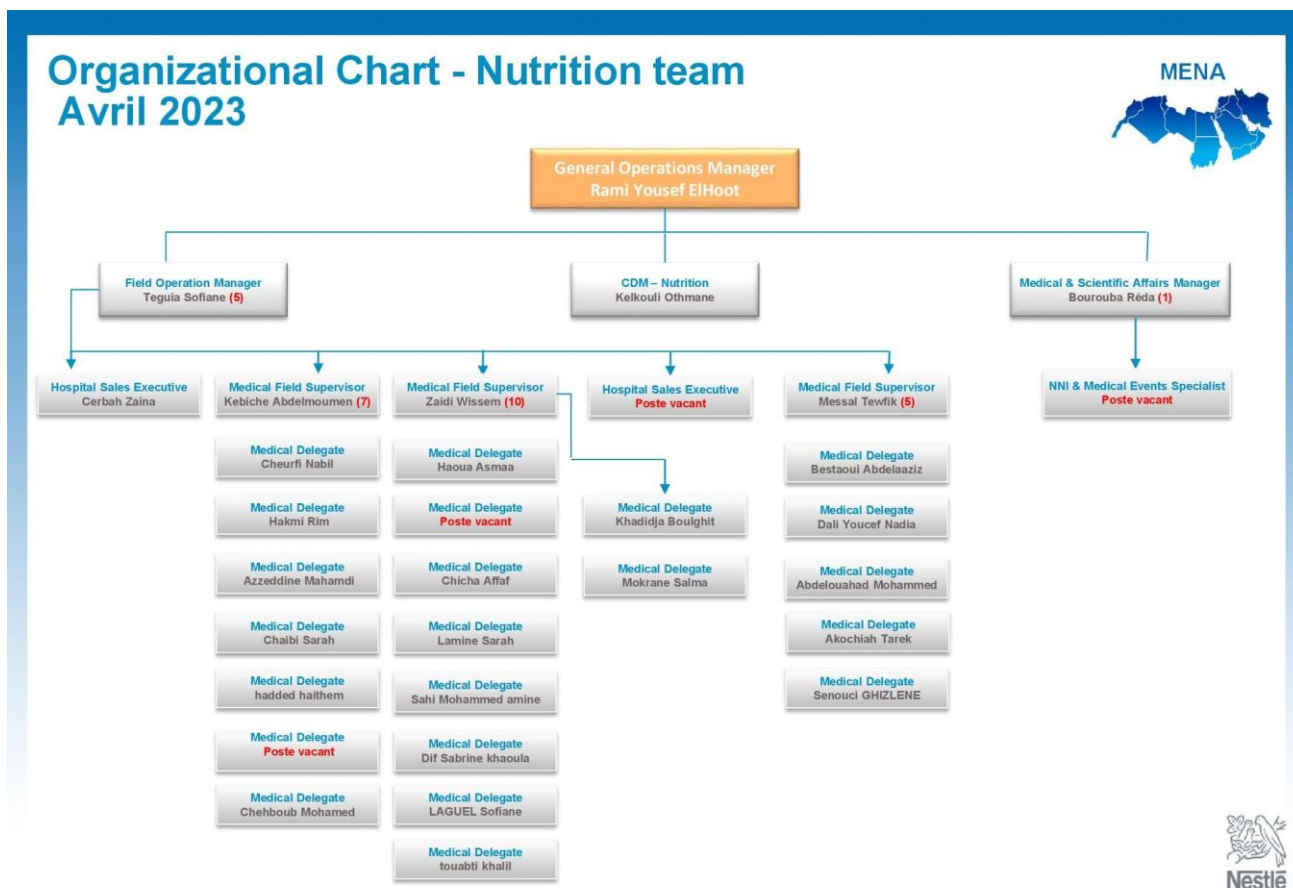 Organizational Chart - Nutrition team
Avril 2023
MENA
General Operations Manager
Rami Yousef ElHoot
Field Operation Manager
Teguia Sofiane (5)
CDM – Nutrition
Kelkouli Othmane
Medical & Scientific Affairs Manager
Bourouba Réda (1)
Hospital Sales Executive
Cerbah Zaina
Medical Field Supervisor
Kebiche Abdelmoumen (7)
Medical Field Supervisor
Zaidi Wissem (10)
Hospital Sales Executive
Poste vacant
Medical Field Supervisor
Messal Tewfik (5)
NNI & Medical Events Specialist
Poste vacant
Medical Delegate
Cheurfi Nabil
Medical Delegate
Hakmi Rim
Medical Delegate
Azzeddine Mahamdi
Medical Delegate
Chaibi Sarah
Medical Delegate
hadded haithem
Medical Delegate
Poste vacant
Medical Delegate
Chehboub Mohamed
Medical Delegate
Haoua Asmaa
Medical Delegate
Poste vacant
Medical Delegate
Chicha Affaf
Medical Delegate
Lamine Sarah
Medical Delegate
Sahi Mohammed amine
Medical Delegate
Dif Sabrine khaoula
Medical Delegate
LAGUEL Sofiane
Medical Delegate
touabti khalil
Medical Delegate
Khadidja Boulghit
Medical Delegate
Mokrane Salma
Medical Delegate
Bestaoui Abdelaaziz
Medical Delegate
Dali Youcef Nadia
Medical Delegate
Abdelouahad Mohammed
Medical Delegate
Akochiah Tarek
Medical Delegate
Senouci GHIZLENE
Nestlé